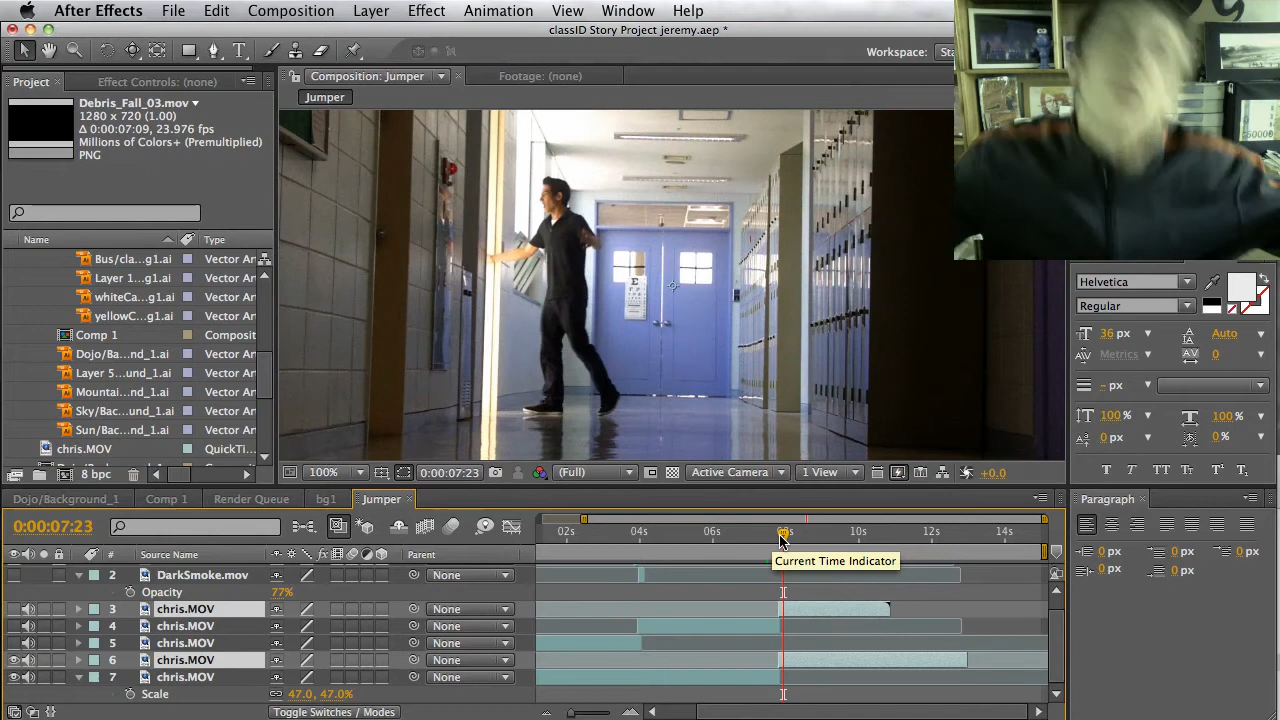 After Effects File Edit Composition Layer Effect Animation View Window Help
classID Story Project jeremy.aep *
Workspace: Sta
Project Effect Controls: (none)
Composition: Jumper Footage: (none)
Jumper
Debris_Fall_03.mov
1280 x 720 (1.00)
Δ 0:00:07:09, 23.976 fps
Millions of Colors+ (Premultiplied)
PNG
Name Type
Bus/cla...g1.ai Vector Ar
Layer 1...g1.ai Vector Ar
whiteCa...g1.ai Vector Ar
yellowC...g1.ai Vector Ar
Comp 1 Composit
Dojo/Ba...nd_1.ai Vector Ar
Layer 5...und_1.ai Vector Ar
Mountai...nd_1.ai Vector Ar
Sky/Bac...und_1.ai Vector Ar
Sun/Bac...nd_1.ai Vector Ar
chris.MOV QuickTi...
8 bpc
100% 0:00:07:23 (Full) Active Camera 1 View +0.0
50000
Helvetica
Regular
36 px Auto
Metrics 0
- px
100 % 100 %
0 px 0 %
T T TT Tt T¹ T₁
Dojo/Background_1 Comp 1 Render Queue bg1 Jumper
0:00:07:23
02s 04s 06s 08s 10s 12s 14s
# Source Name Parent
Current Time Indicator
2 DarkSmoke.mov None
Opacity 77%
3 chris.MOV None
4 chris.MOV None
5 chris.MOV None
6 chris.MOV None
7 chris.MOV None
Scale 47.0, 47.0%
Toggle Switches / Modes
Paragraph
0 px 0 px 0 px
0 px 0 px